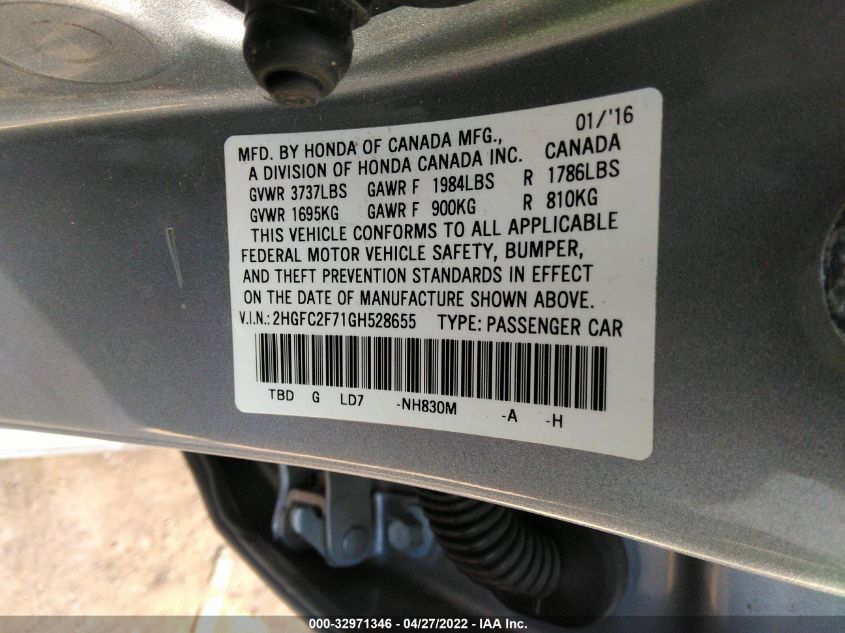 01/'16
MFD. BY HONDA OF CANADA MFG.,
A DIVISION OF HONDA CANADA INC. CANADA
GVWR 3737LBS GAWR F 1984LBS R 1786LBS
GVWR 1695KG GAWR F 900KG R 810KG
THIS VEHICLE CONFORMS TO ALL APPLICABLE
FEDERAL MOTOR VEHICLE SAFETY, BUMPER,
AND THEFT PREVENTION STANDARDS IN EFFECT
ON THE DATE OF MANUFACTURE SHOWN ABOVE.
V.I.N.: 2HGFC2F71GH528655 TYPE: PASSENGER CAR
TBD G LD7 -NH830M -A -H
000-32971346 - 04/27/2022 - IAA Inc.